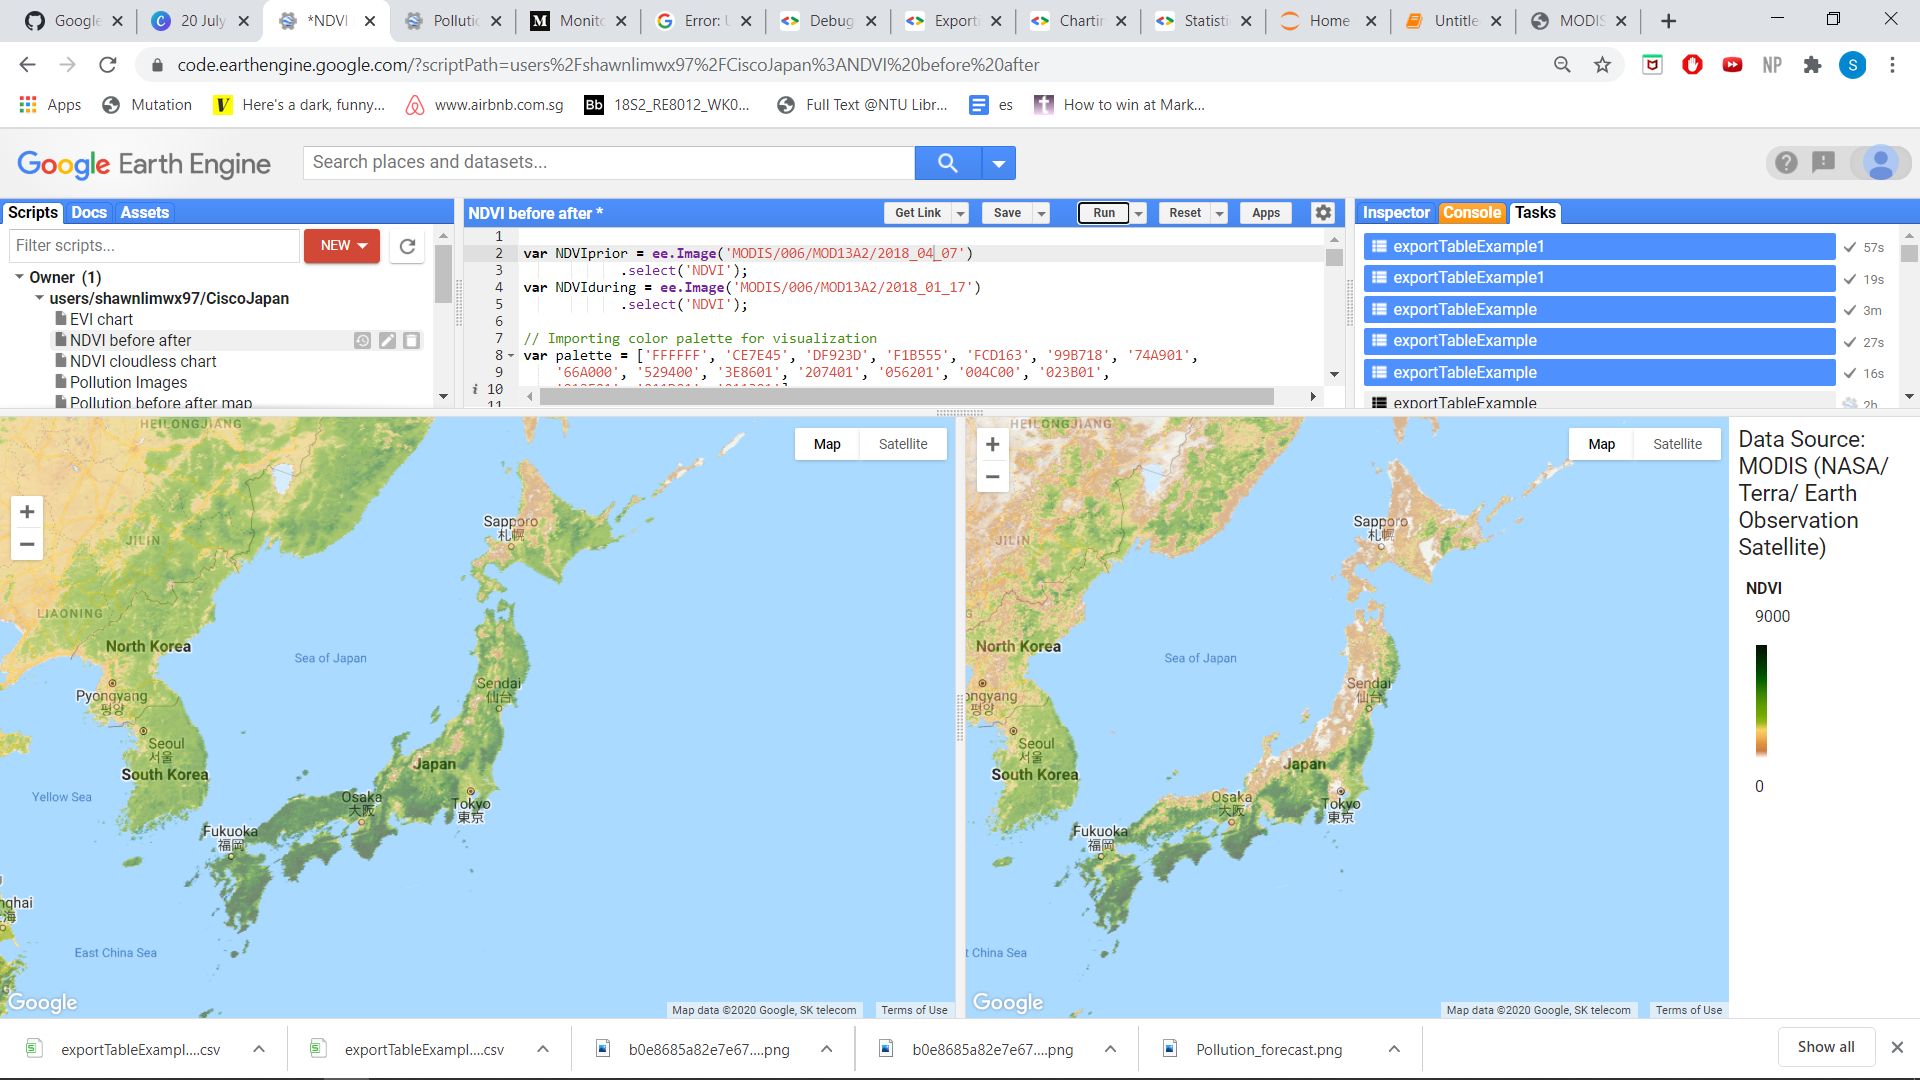 Google
20 July
*NDVI
Pollutio
Monito
Error: U
Debug
Exporti
Chartin
Statisti
Home
Untitle
MODIS
code.earthengine.google.com/?scriptPath=users%2Fshawnlimwx97%2FCiscoJapan%3ANDVI%20before%20after
NP
S
Apps
Mutation
Here's a dark, funny...
www.airbnb.com.sg
Bb
18S2_RE8012_WK0...
Full Text @NTU Libr...
es
How to win at Mark...
Google Earth Engine
Search places and datasets...
Scripts Docs Assets
Filter scripts...
NEW
Owner (1)
users/shawnlimwx97/CiscoJapan
EVI chart
NDVI before after
NDVI cloudless chart
Pollution Images
Pollution before after map
NDVI before after *
Get Link
Save
Run
Reset
Apps
1
2 var NDVIprior = ee.Image('MODIS/006/MOD13A2/2018_04_07')
3 .select('NDVI');
4 var NDVIduring = ee.Image('MODIS/006/MOD13A2/2018_01_17')
5 .select('NDVI');
6
7 // Importing color palette for visualization
8 var palette = ['FFFFFF', 'CE7E45', 'DF923D', 'F1B555', 'FCD163', '99B718', '74A901',
9 '66A000', '529400', '3E8601', '207401', '056201', '004C00', '023B01',
i 10
11
Inspector Console Tasks
exportTableExample1 57s
exportTableExample1 19s
exportTableExample 3m
exportTableExample 27s
exportTableExample 16s
exportTableExample 2h
HEILONGJIANG
Map Satellite
Sapporo
札幌
JILIN
LIAONING
North Korea
Sea of Japan
Pyongyang
평양
Sendai
仙台
Seoul
서울
South Korea
Japan
Yellow Sea
Osaka
大阪
Tokyo
東京
Fukuoka
福岡
nghai
海
East China Sea
Google
Map data ©2020 Google, SK telecom
Terms of Use
HEILONGJIANG
Map Satellite
Sapporo
札幌
JILIN
North Korea
Sea of Japan
ongyang
평양
Sendai
仙台
Seoul
서울
South Korea
Japan
Osaka
大阪
Tokyo
東京
Fukuoka
福岡
t China Sea
Google
Map data ©2020 Google, SK telecom
Terms of Use
Data Source:
MODIS (NASA/
Terra/ Earth
Observation
Satellite)
NDVI
9000
0
exportTableExampl....csv
exportTableExampl....csv
b0e8685a82e7e67....png
b0e8685a82e7e67....png
Pollution_forecast.png
Show all